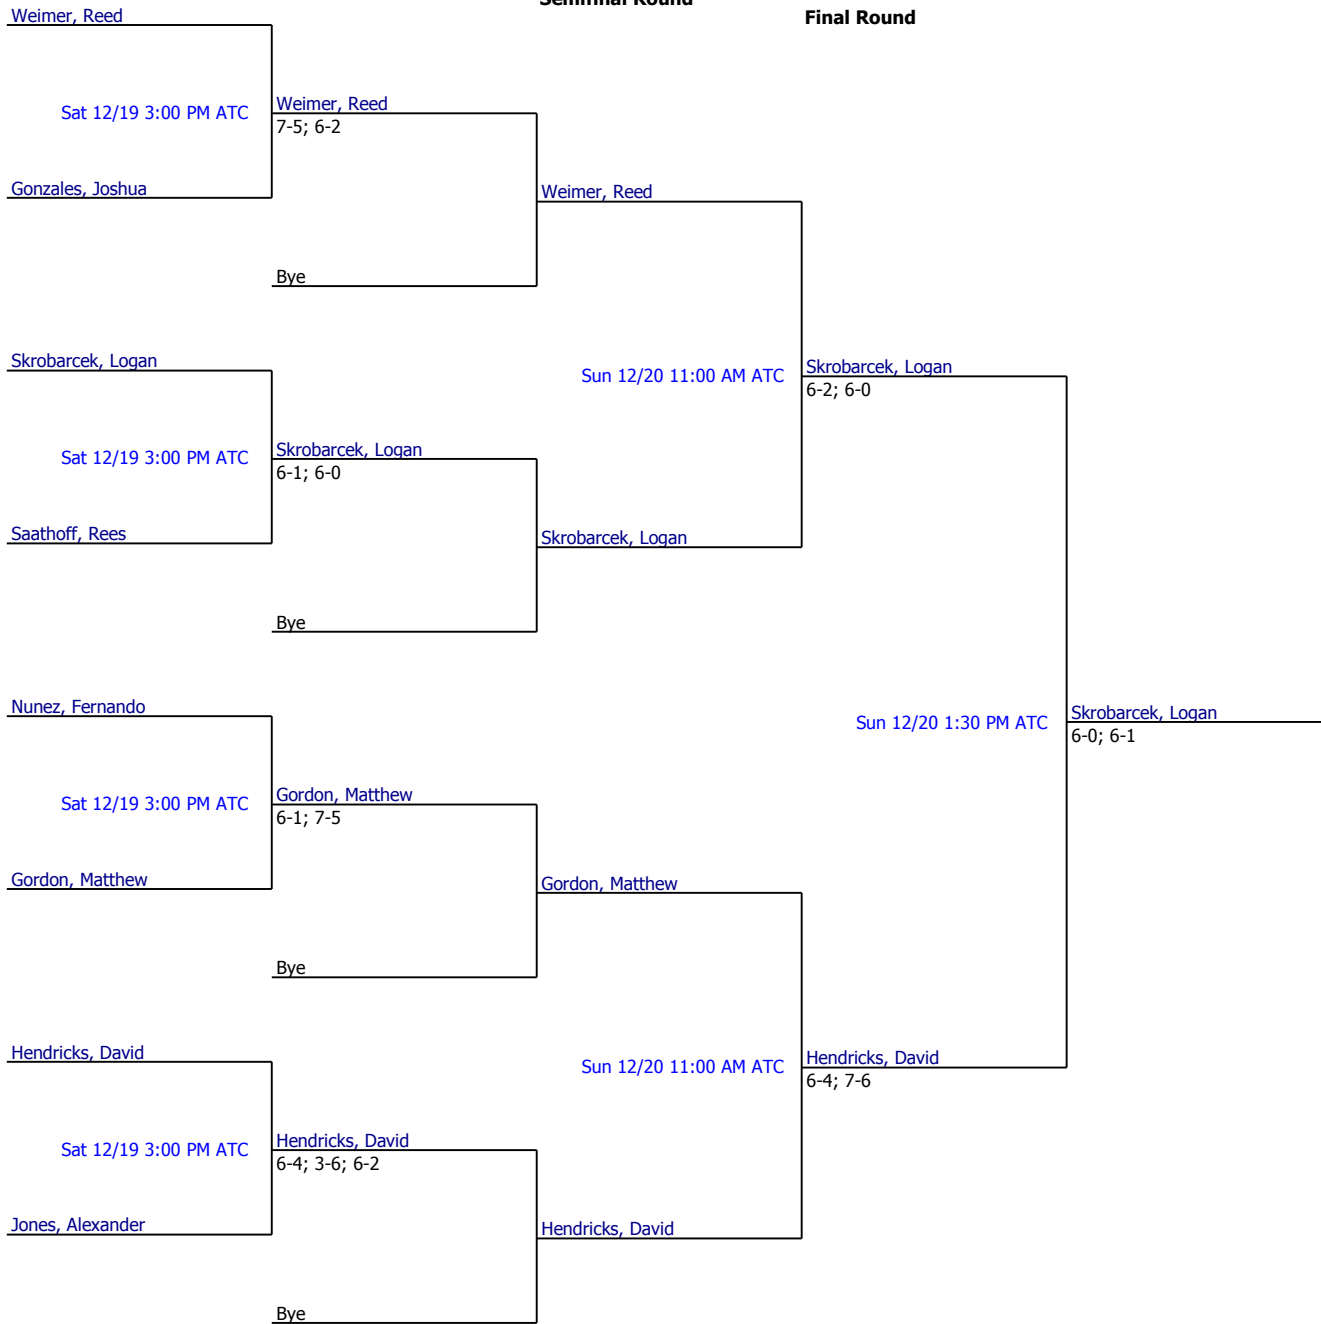 Semifinal Round
Final Round
Weimer, Reed
Sat 12/19 3:00 PM ATC
Weimer, Reed
7-5; 6-2
Gonzales, Joshua
Weimer, Reed
Bye
Skrobarcek, Logan
Sun 12/20 11:00 AM ATC
Skrobarcek, Logan
6-2; 6-0
Sat 12/19 3:00 PM ATC
Skrobarcek, Logan
6-1; 6-0
Saathoff, Rees
Skrobarcek, Logan
Bye
Nunez, Fernando
Sun 12/20 1:30 PM ATC
Skrobarcek, Logan
6-0; 6-1
Sat 12/19 3:00 PM ATC
Gordon, Matthew
6-1; 7-5
Gordon, Matthew
Gordon, Matthew
Bye
Hendricks, David
Sun 12/20 11:00 AM ATC
Hendricks, David
6-4; 7-6
Sat 12/19 3:00 PM ATC
Hendricks, David
6-4; 3-6; 6-2
Jones, Alexander
Hendricks, David
Bye